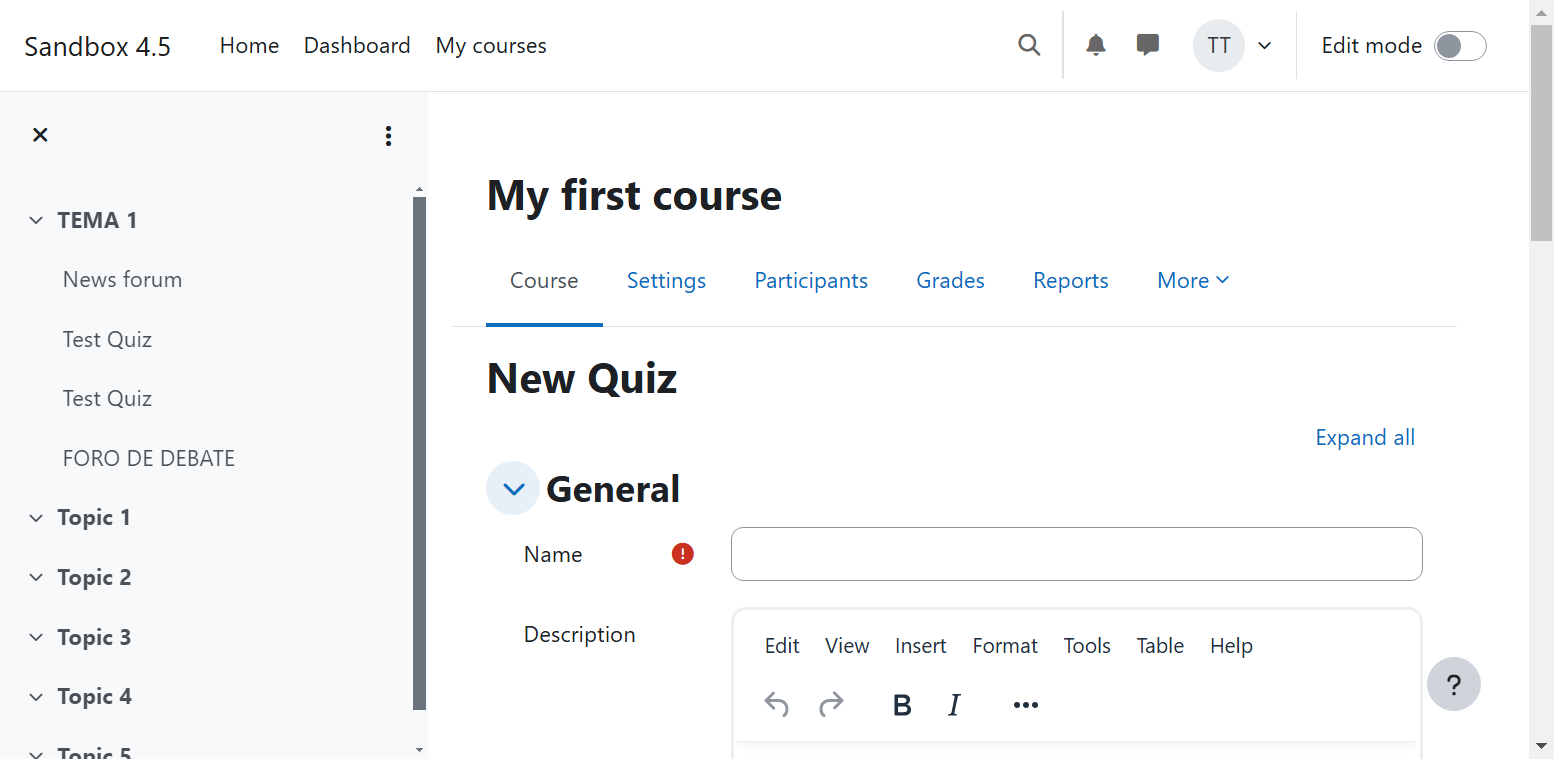 Sandbox 4.5 Home Dashboard My courses TT Edit mode
TEMA 1
News forum
Test Quiz
Test Quiz
FORO DE DEBATE
Topic 1
Topic 2
Topic 3
Topic 4
Topic 5
My first course
Course Settings Participants Grades Reports More
New Quiz
Expand all
General
Name
Description
Edit View Insert Format Tools Table Help
B I
?